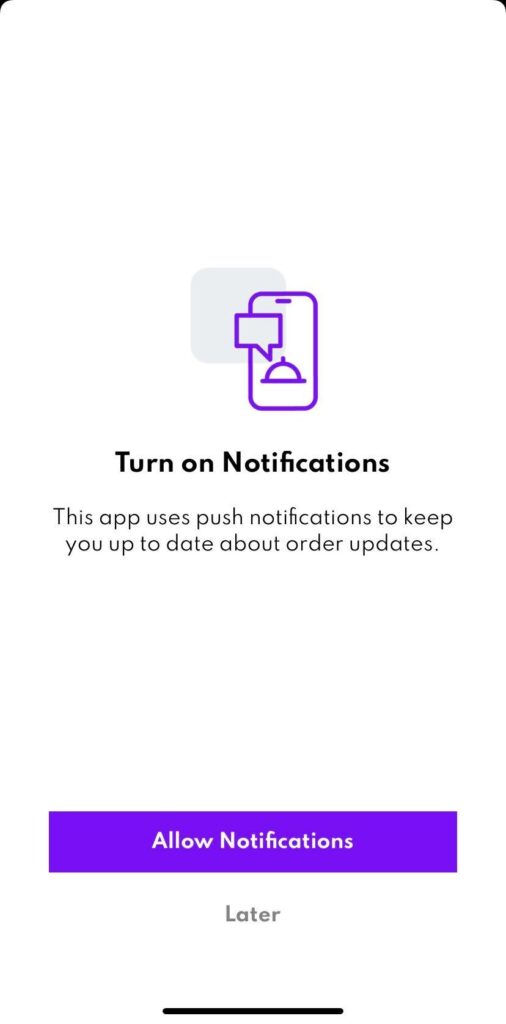 Turn on Notifications
This app uses push notifications to keep
you up to date about order updates.
Allow Notifications
Later